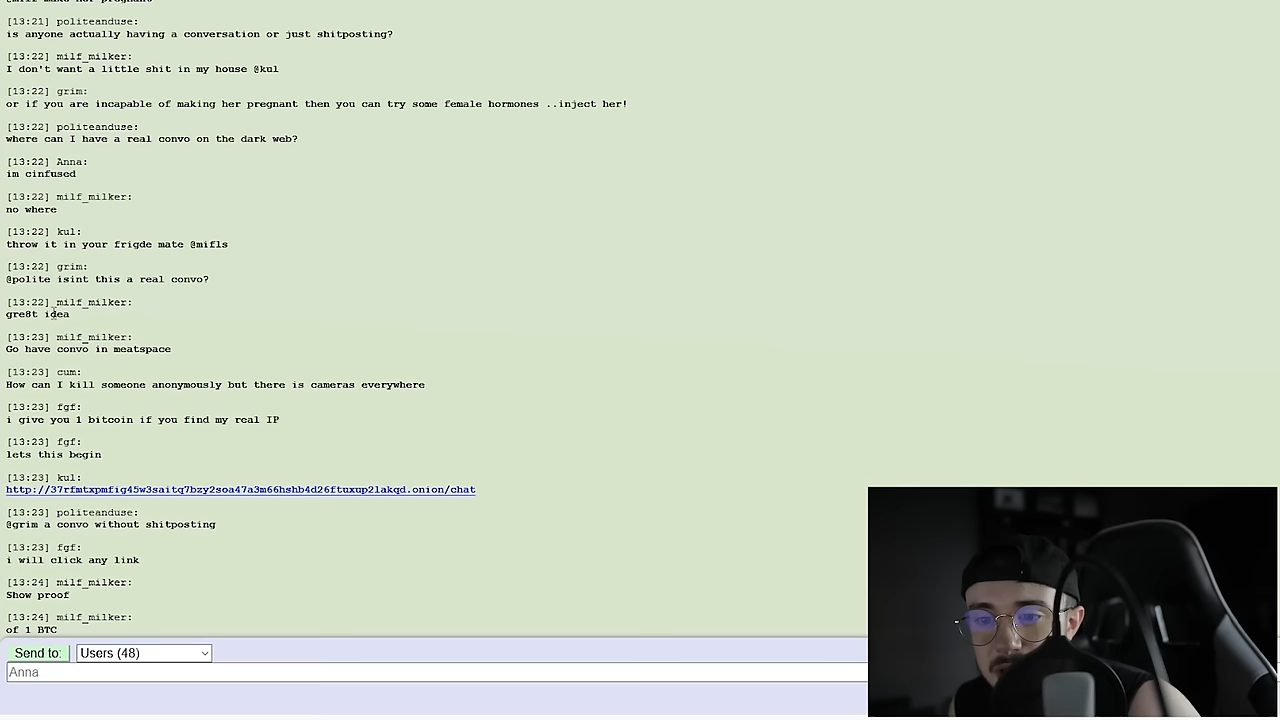 [13:21] politeanduse:
is anyone actually having a conversation or just shitposting?
[13:22] milf_milker:
I don't want a little shit in my house @kul
[13:22] grim:
or if you are incapable of making her pregnant then you can try some female hormones ..inject her!
[13:22] politeanduse:
where can I have a real convo on the dark web?
[13:22] Anna:
im cinfused
[13:22] milf_milker:
no where
[13:22] kul:
throw it in your frigde mate @mifls
[13:22] grim:
@polite isint this a real convo?
[13:22] milf_milker:
gre8t idea
[13:23] milf_milker:
Go have convo in meatspace
[13:23] cum:
How can I kill someone anonymously but there is cameras everywhere
[13:23] fgf:
i give you 1 bitcoin if you find my real IP
[13:23] fgf:
lets this begin
[13:23] kul:
http://37rfmtxpmfig45w3saitq7bzy2soa47a3m66hshb4d26ftuxup2lakqd.onion/chat
[13:23] politeanduse:
@grim a convo without shitposting
[13:23] fgf:
i will click any link
[13:24] milf_milker:
Show proof
[13:24] milf_milker:
of 1 BTC
Send to: Users (48)
Anna